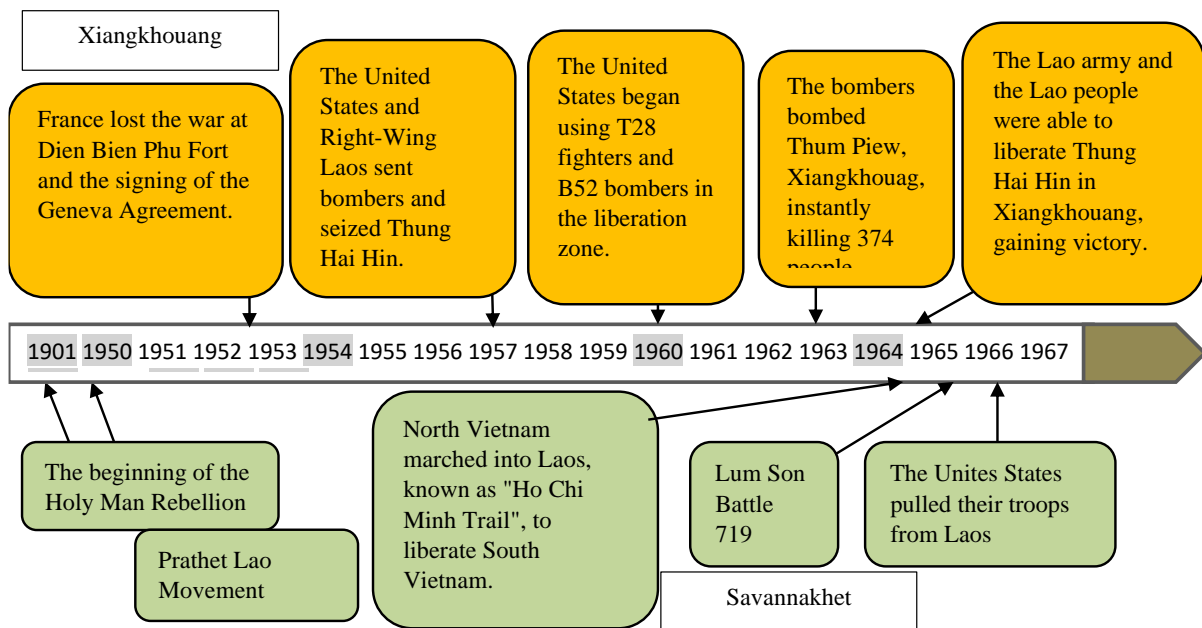 Xiangkhouang
France lost the war at
Dien Bien Phu Fort
and the signing of the
Geneva Agreement.
The United
States and
Right-Wing
Laos sent
bombers and
seized Thung
Hai Hin.
The United
States began
using T28
fighters and
B52 bombers in
the liberation
zone.
The bombers
bombed
Thum Piew,
Xiangkhouag,
instantly
killing 374
people
The Lao army and
the Lao people
were able to
liberate Thung
Hai Hin in
Xiangkhouang,
gaining victory.
1901 1950 1951 1952 1953 1954 1955 1956 1957 1958 1959 1960 1961 1962 1963 1964 1965 1966 1967
The beginning of the
Holy Man Rebellion
Prathet Lao
Movement
North Vietnam
marched into Laos,
known as "Ho Chi
Minh Trail", to
liberate South
Vietnam.
Lum Son
Battle
719
The Unites States
pulled their troops
from Laos
Savannakhet